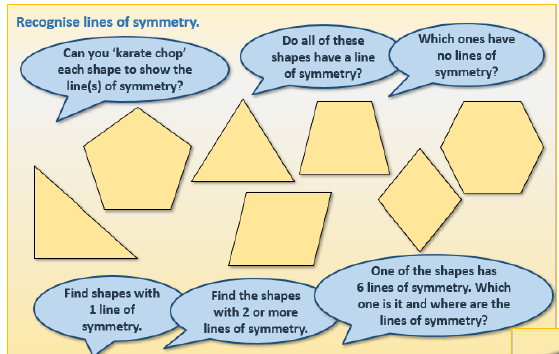 Recognise lines of symmetry.
Can you 'karate chop'
each shape to show the
line(s) of symmetry?
Do all of these
shapes have a line
of symmetry?
Which ones have
no lines of
symmetry?
Find shapes with
1 line of
symmetry.
Find the shapes
with 2 or more
lines of symmetry.
One of the shapes has
6 lines of symmetry. Which
one is it and where are the
lines of symmetry?